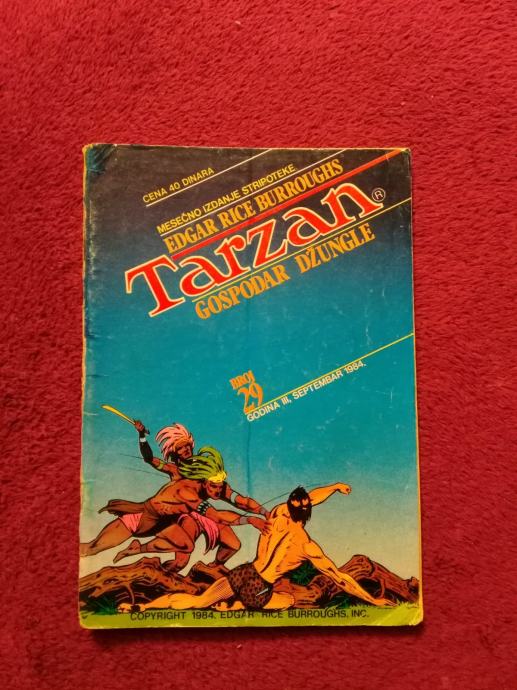 CENA 40 DINARA
MESEČNO IZDANJE STRIPOTEKE
EDGAR RICE BURROUGHS
Tarzan®
GOSPODAR DŽUNGLE
BROJ
29
GODINA III, SEPTEMBAR 1984.
COPYRIGHT 1984. EDGAR RICE BURROUGHS, INC.